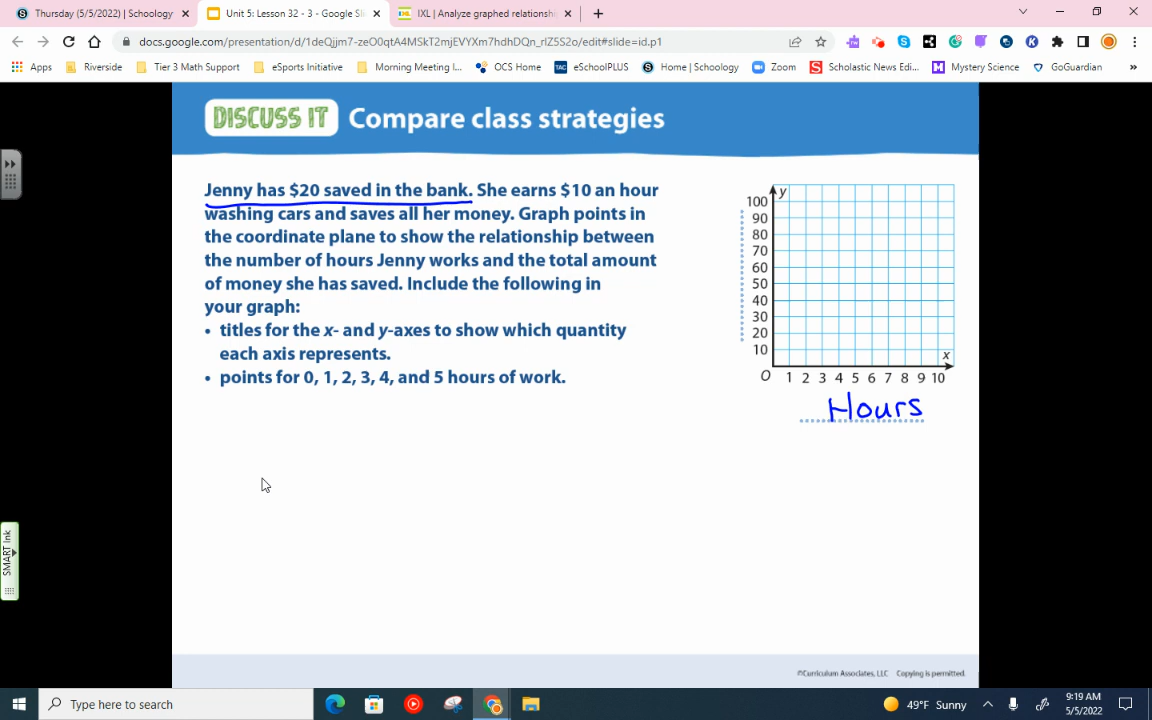 Thursday (5/5/2022) | Schoology
Unit 5: Lesson 32 - 3 - Google Sli
IXL | Analyze graphed relationshi
docs.google.com/presentation/d/1deQjjm7-zeO0qtA4MSkT2mjEVYXm7hdhDQn_rlZ5S2o/edit#slide=id.p1
Apps Riverside Tier 3 Math Support eSports Initiative Morning Meeting I... OCS Home TAC eSchoolPLUS Home | Schoology Zoom Scholastic News Edi... Mystery Science GoGuardian »
DISCUSS IT Compare class strategies
Jenny has $20 saved in the bank. She earns $10 an hour
washing cars and saves all her money. Graph points in
the coordinate plane to show the relationship between
the number of hours Jenny works and the total amount
of money she has saved. Include the following in
your graph:
• titles for the x- and y-axes to show which quantity
each axis represents.
• points for 0, 1, 2, 3, 4, and 5 hours of work.
y
100
90
80
70
60
50
40
30
20
10
x
O 1 2 3 4 5 6 7 8 9 10
Hours
SMART Ink
©Curriculum Associates, LLC Copying is permitted.
Type here to search
49°F Sunny
9:19 AM
5/5/2022